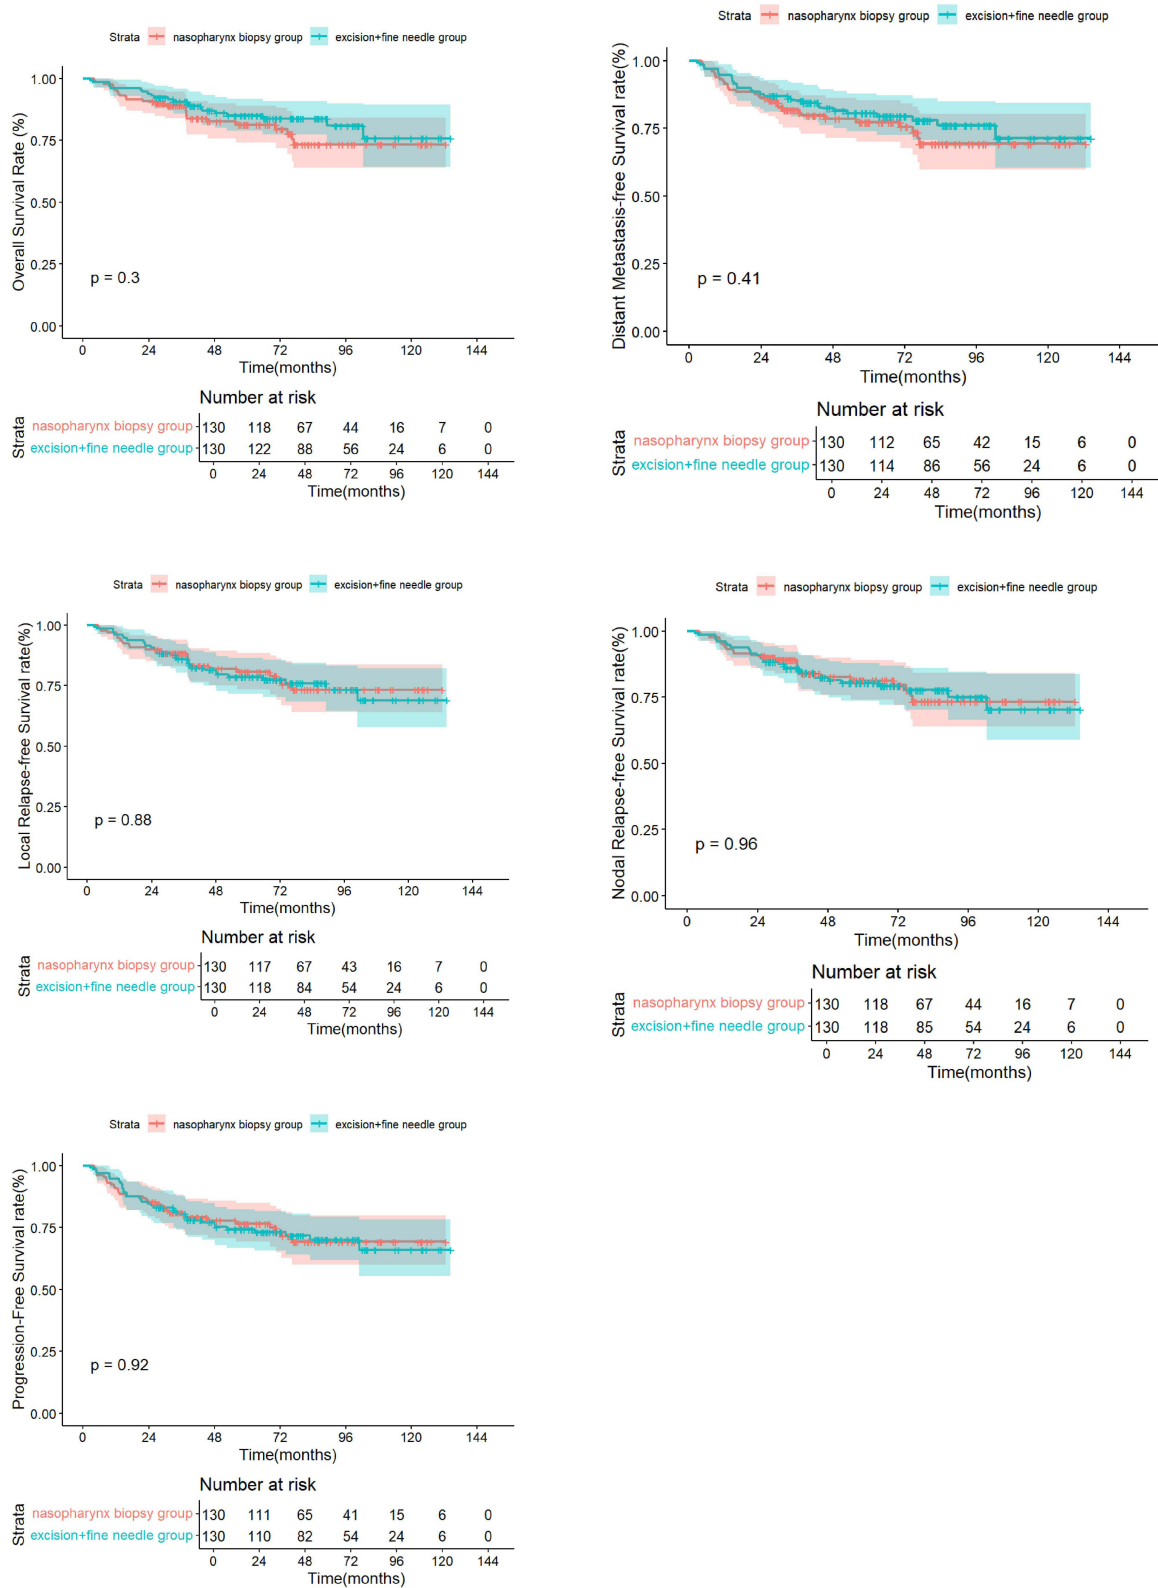 Strata nasopharynx biopsy group excision+fine needle group
Overall Survival Rate (%)
1.00
0.75
0.50
0.25
0.00
p = 0.3
0 24 48 72 96 120 144
Time(months)
Number at risk
Strata
nasopharynx biopsy group 130 118 67 44 16 7 0
excision+fine needle group 130 122 88 56 24 6 0
0 24 48 72 96 120 144
Time(months)
Strata nasopharynx biopsy group excision+fine needle group
Distant Metastasis-free Survival rate(%)
1.00
0.75
0.50
0.25
0.00
p = 0.41
0 24 48 72 96 120 144
Time(months)
Number at risk
Strata
nasopharynx biopsy group 130 112 65 42 15 6 0
excision+fine needle group 130 114 86 56 24 6 0
0 24 48 72 96 120 144
Time(months)
Strata nasopharynx biopsy group excision+fine needle group
Local Relapse-free Survival rate(%)
1.00
0.75
0.50
0.25
0.00
p = 0.88
0 24 48 72 96 120 144
Time(months)
Number at risk
Strata
nasopharynx biopsy group 130 117 67 43 16 7 0
excision+fine needle group 130 118 84 54 24 6 0
0 24 48 72 96 120 144
Time(months)
Strata nasopharynx biopsy group excision+fine needle group
Nodal Relapse-free Survival rate(%)
1.00
0.75
0.50
0.25
0.00
p = 0.96
0 24 48 72 96 120 144
Time(months)
Number at risk
Strata
nasopharynx biopsy group 130 118 67 44 16 7 0
excision+fine needle group 130 118 85 54 24 6 0
0 24 48 72 96 120 144
Time(months)
Strata nasopharynx biopsy group excision+fine needle group
Progression-Free Survival rate(%)
1.00
0.75
0.50
0.25
0.00
p = 0.92
0 24 48 72 96 120 144
Time(months)
Number at risk
Strata
nasopharynx biopsy group 130 111 65 41 15 6 0
excision+fine needle group 130 110 82 54 24 6 0
0 24 48 72 96 120 144
Time(months)